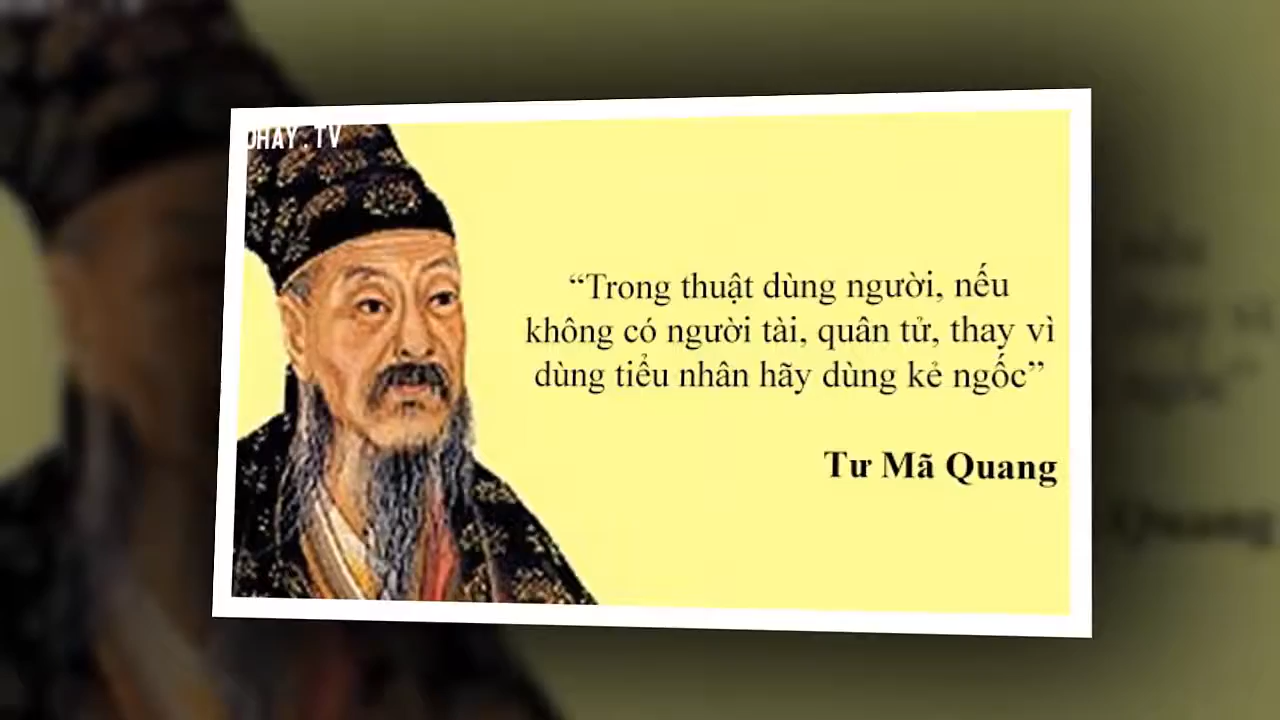 OHAY.TV
“Trong thuật dùng người, nếu
không có người tài, quân tử, thay vì
dùng tiểu nhân hãy dùng kẻ ngốc”
Tư Mã Quang